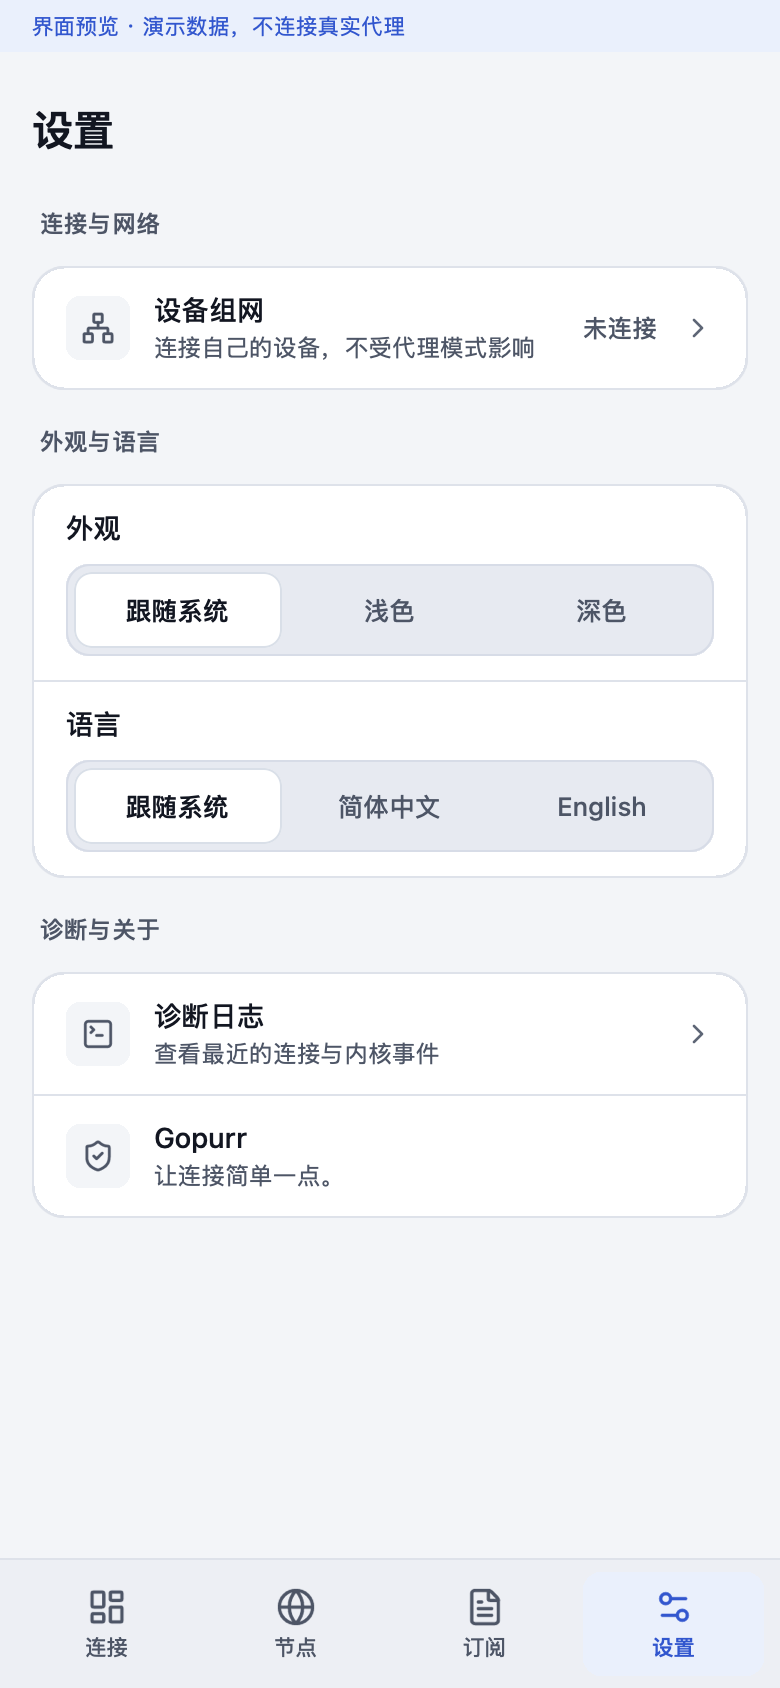 界面预览 · 演示数据，不连接真实代理
设置
连接与网络
设备组网
连接自己的设备，不受代理模式影响
未连接
外观与语言
外观
跟随系统 浅色 深色
语言
跟随系统 简体中文 English
诊断与关于
诊断日志
查看最近的连接与内核事件
Gopurr
让连接简单一点。
连接 节点 订阅 设置